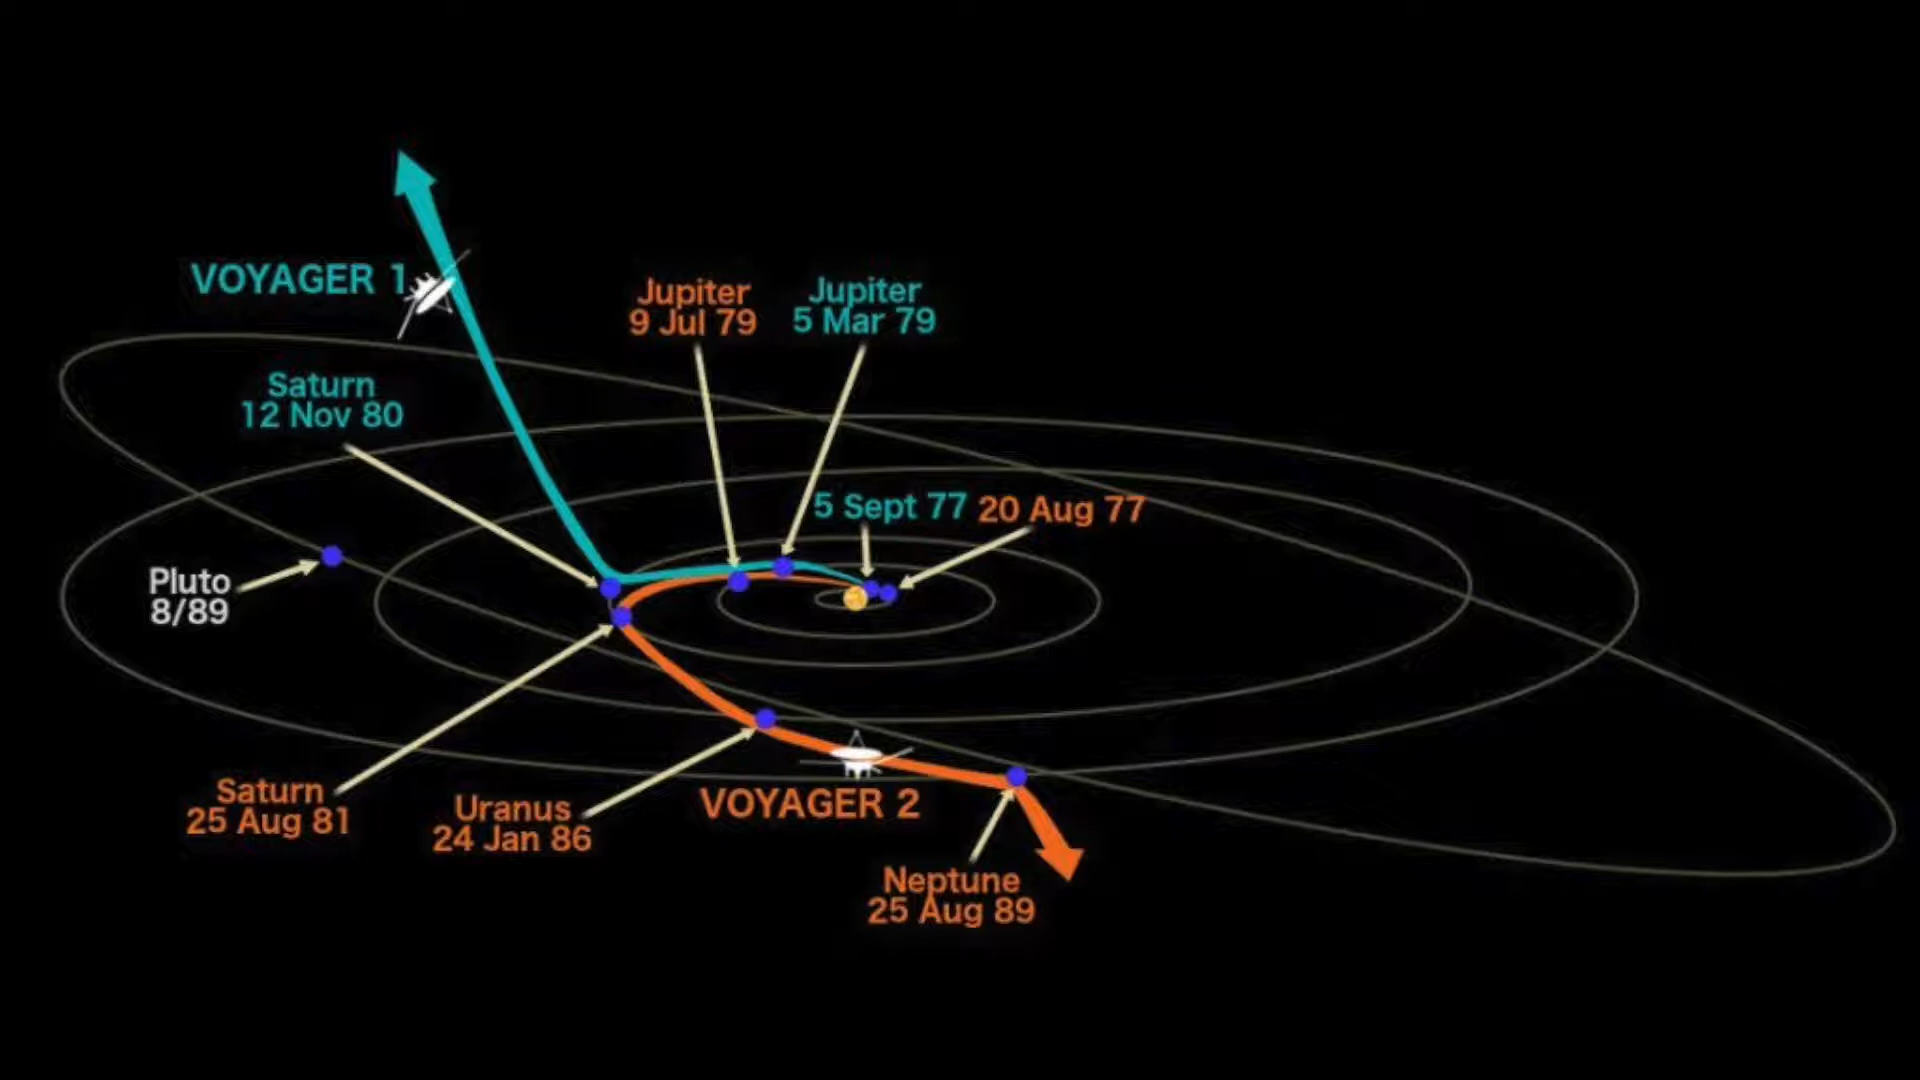 VOYAGER 1
Jupiter
9 Jul 79
Jupiter
5 Mar 79
Saturn
12 Nov 80
5 Sept 77
20 Aug 77
Pluto
8/89
Saturn
25 Aug 81
Uranus
24 Jan 86
VOYAGER 2
Neptune
25 Aug 89